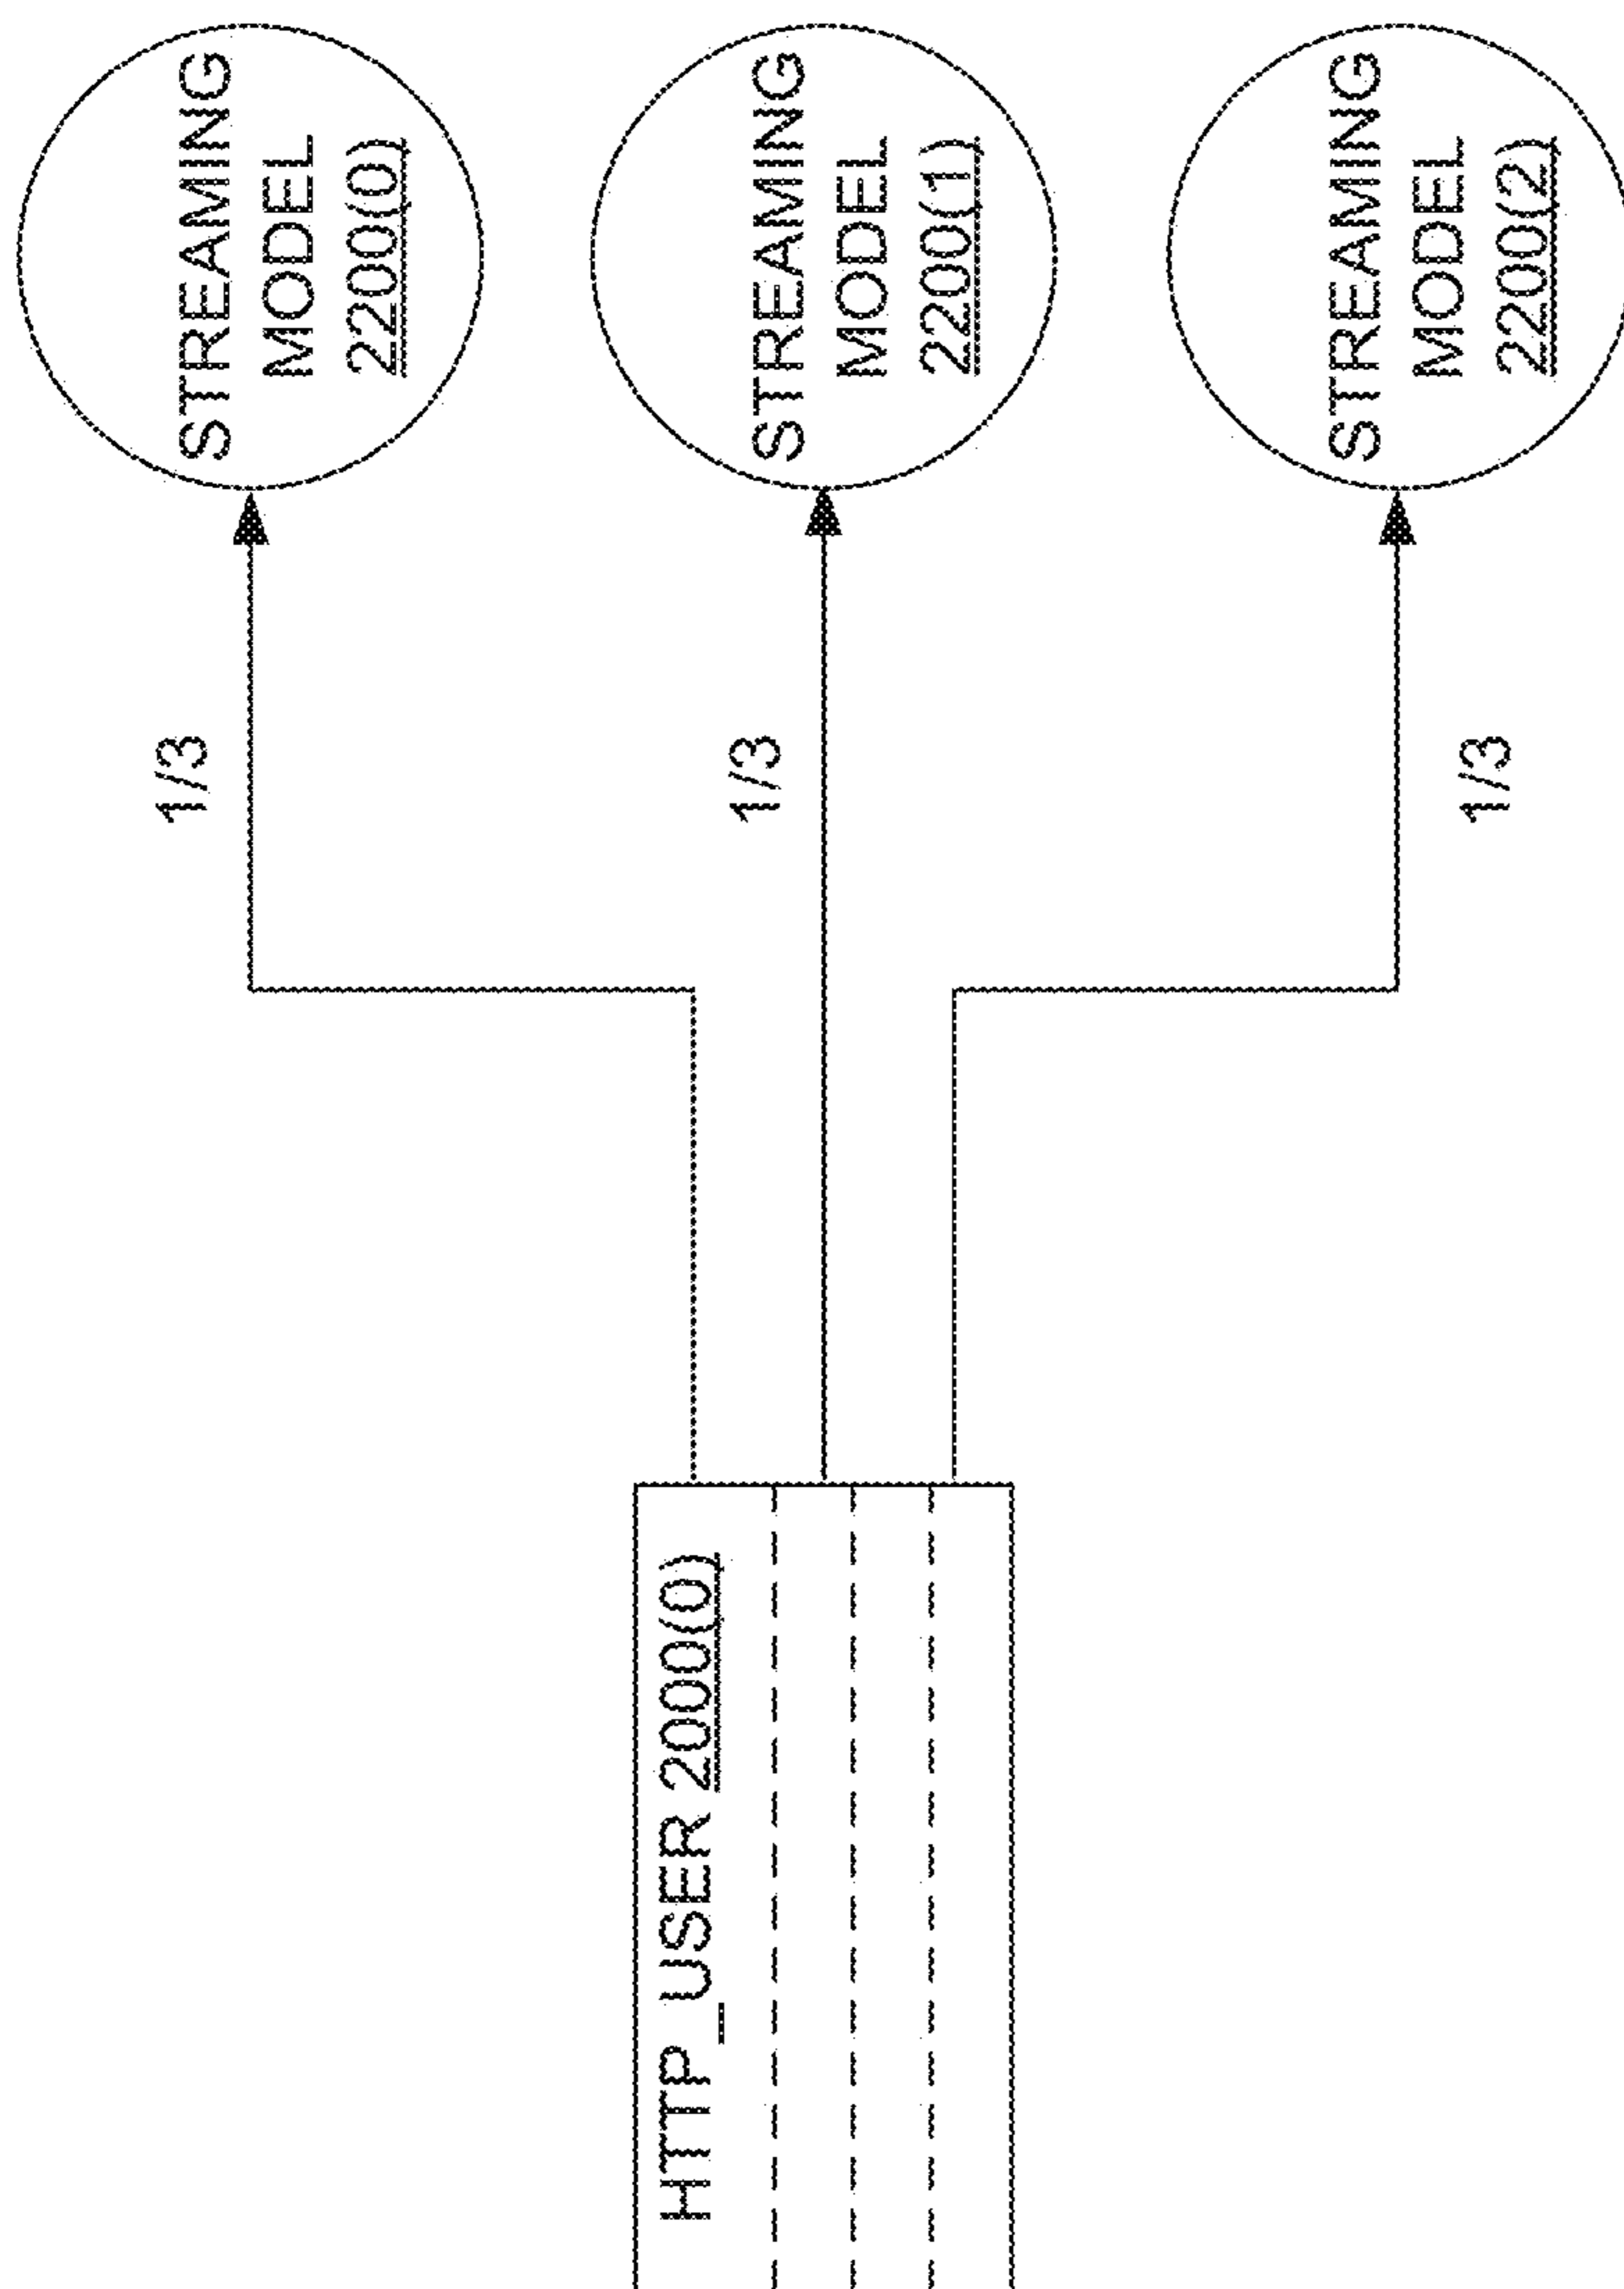 HTTP_USER 2000(0)
1/3
STREAMING
MODEL
2200(0)
1/3
STREAMING
MODEL
2200(1)
1/3
STREAMING
MODEL
2200(2)